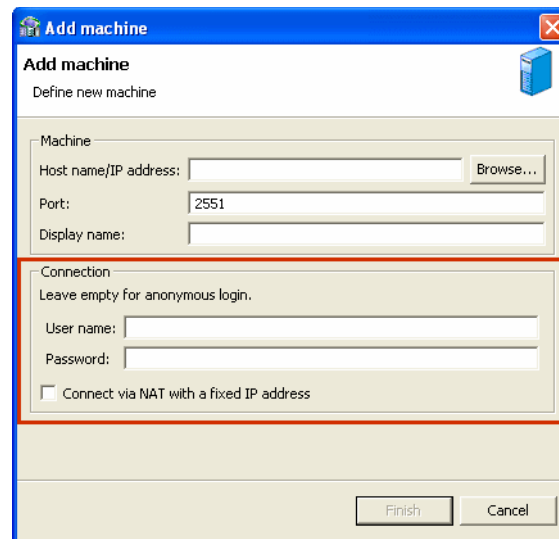 Add machine
Add machine
Define new machine
Machine
Host name/IP address:
Browse...
Port:
2551
Display name:
Connection
Leave empty for anonymous login.
User name:
Password:
Connect via NAT with a fixed IP address
Finish
Cancel